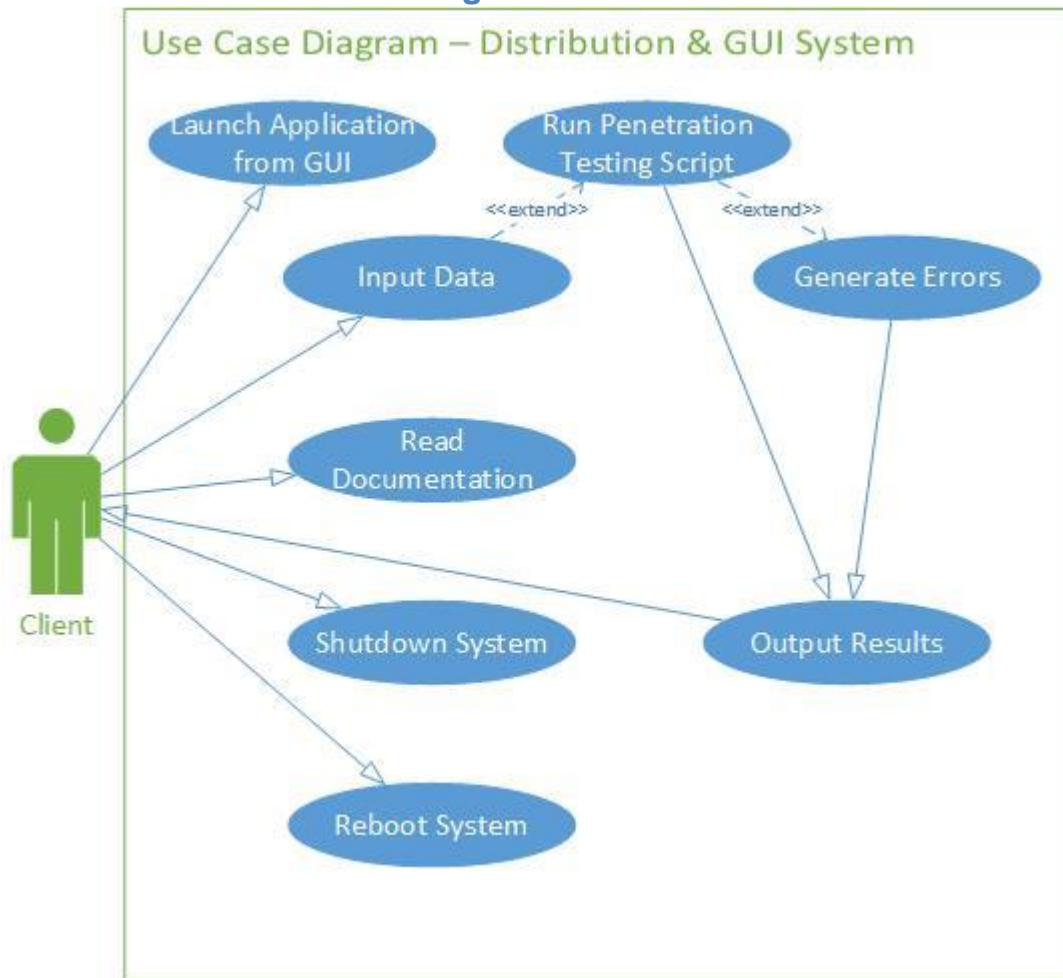 Use Case Diagram – Distribution & GUI System
Launch Application
from GUI
Run Penetration
Testing Script
<<extend>>
<<extend>>
Input Data
Generate Errors
Read
Documentation
Client
Shutdown System
Output Results
Reboot System